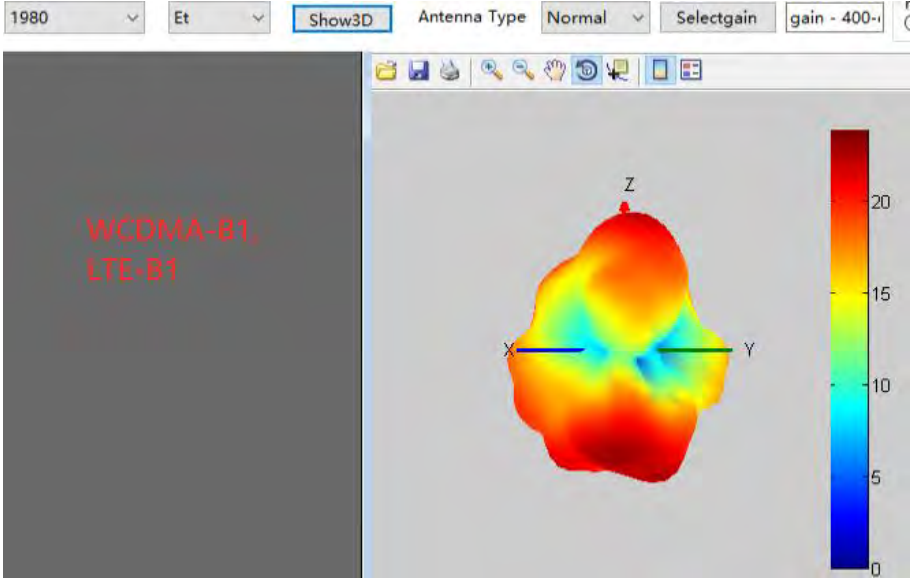 1980 Et Show3D Antenna Type Normal Selectgain gain - 400-
WCDMA-B1,
LTE-B1
Z
X
Y
20
15
10
5
0